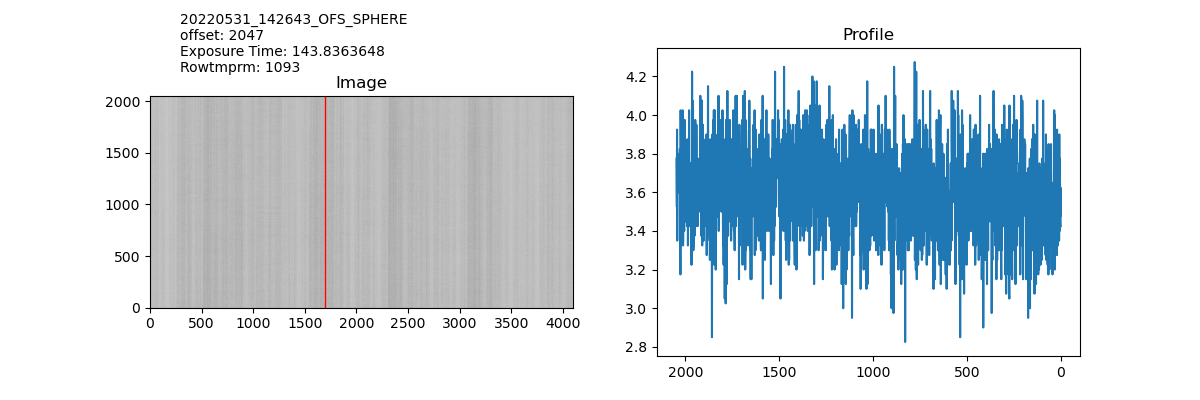 20220531_142643_OFS_SPHERE
offset: 2047
Exposure Time: 143.8363648
Rowtmprm: 1093
Image
2000
1500
1000
500
0
0 500 1000 1500 2000 2500 3000 3500 4000
Profile
4.2
4.0
3.8
3.6
3.4
3.2
3.0
2.8
2000 1500 1000 500 0